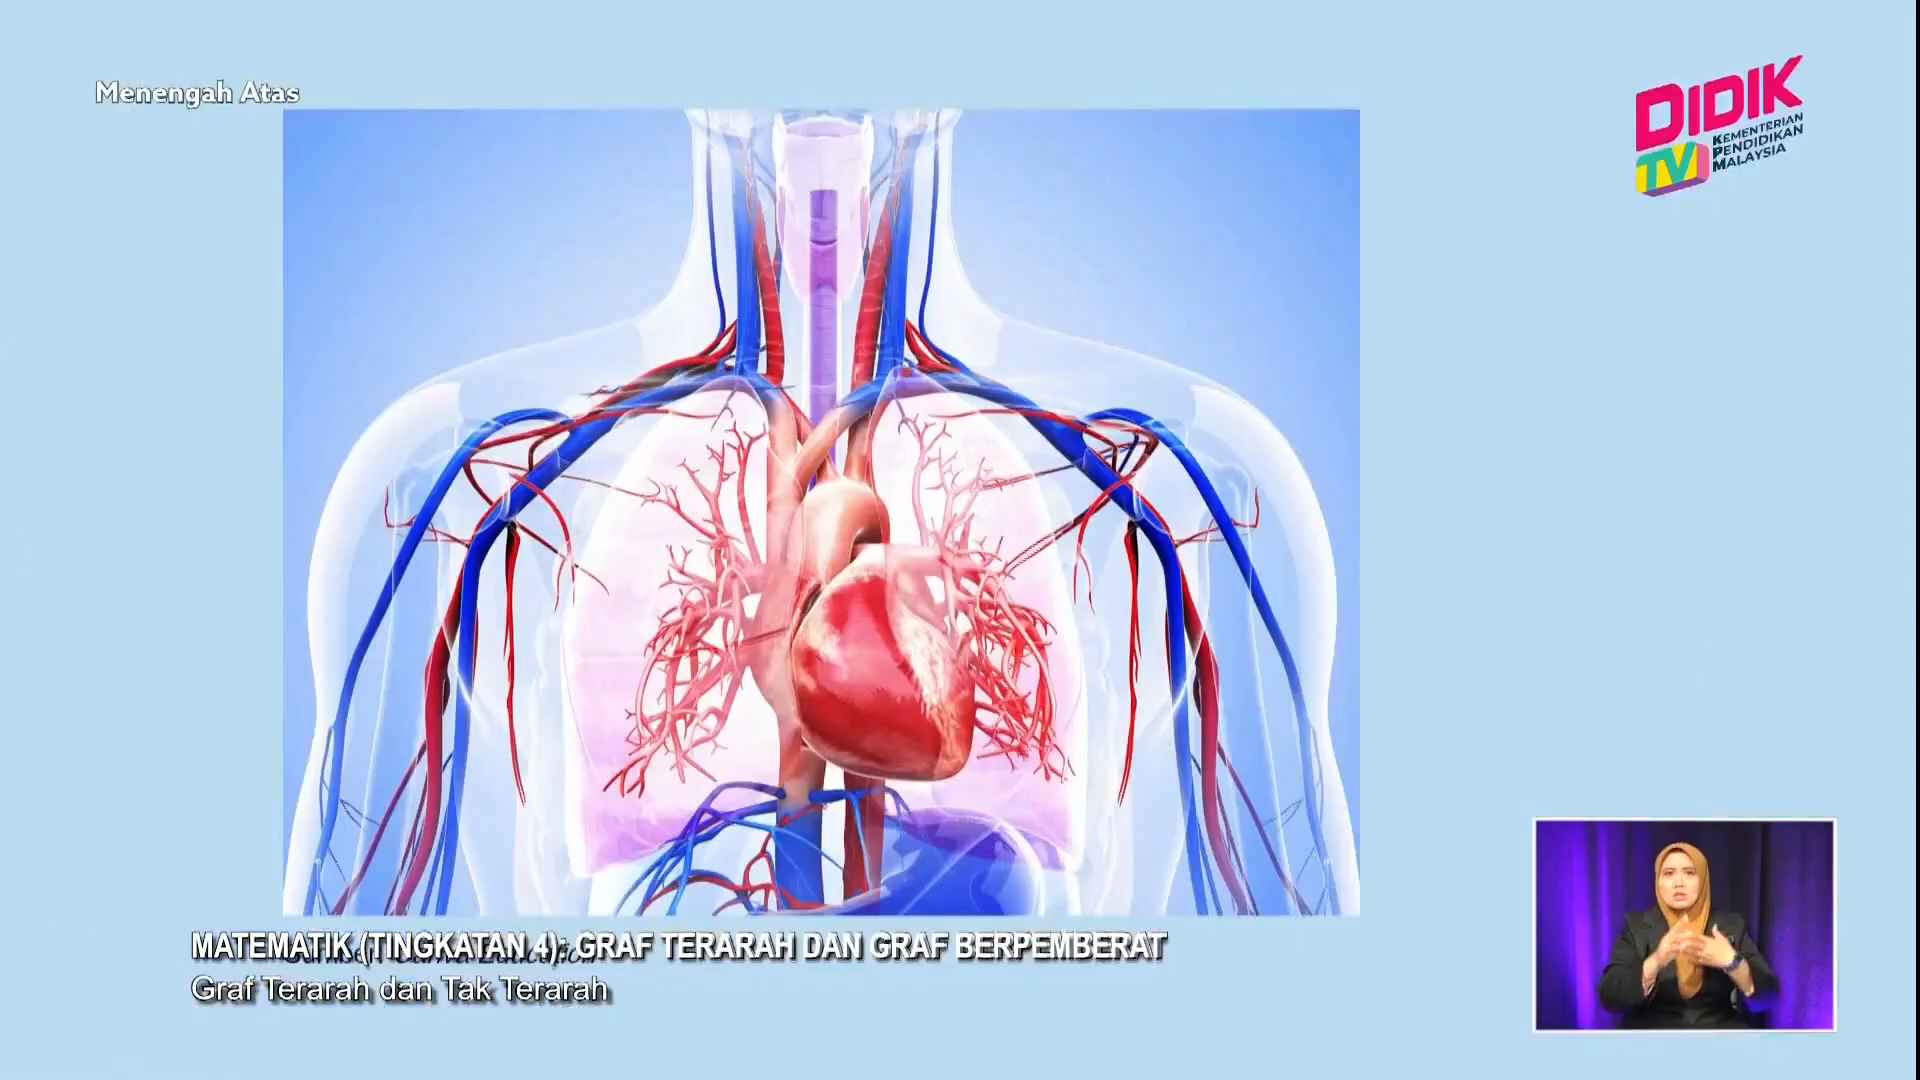 Menengah Atas
DIDIK
TV
KEMENTERIAN
PENDIDIKAN
MALAYSIA
MATEMATIK (TINGKATAN 4): GRAF TERARAH DAN GRAF BERPEMBERAT
Graf Terarah dan Tak Terarah